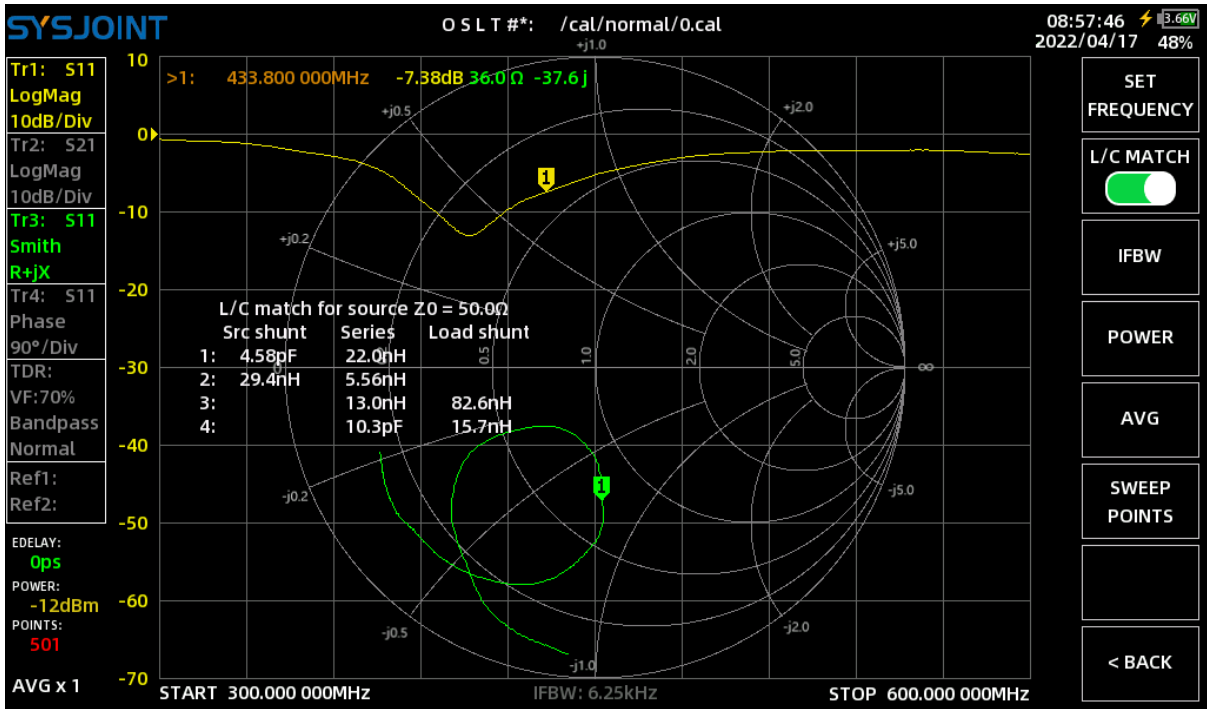 SYSJOINT
O S L T #*: /cal/normal/0.cal
08:57:46 3.66V
2022/04/17 48%
Tr1: S11
LogMag
10dB/Div
Tr2: S21
LogMag
10dB/Div
Tr3: S11
Smith
R+jX
Tr4: S11
Phase
90°/Div
TDR:
VF:70%
Bandpass
Normal
Ref1:
Ref2:
EDELAY:
0ps
POWER:
-12dBm
POINTS:
501
AVG x 1
10
0
-10
-20
-30
-40
-50
-60
-70
>1: 433.800 000MHz -7.38dB 36.0 Ω -37.6 j
+j1.0
+j0.5
+j2.0
+j0.2
+j5.0
1
L/C match for source Z0 = 50.0Ω
Src shunt Series Load shunt
1: 4.58pF 22.0nH
2: 29.4nH 5.56nH
3: 13.0nH 82.6nH
4: 10.3pF 15.7nH
0.5
1.0
2.0
5.0
∞
1
-j0.2
-j5.0
-j0.5
-j2.0
-j1.0
START 300.000 000MHz IFBW: 6.25kHz STOP 600.000 000MHz
SET
FREQUENCY
L/C MATCH
IFBW
POWER
AVG
SWEEP
POINTS
< BACK